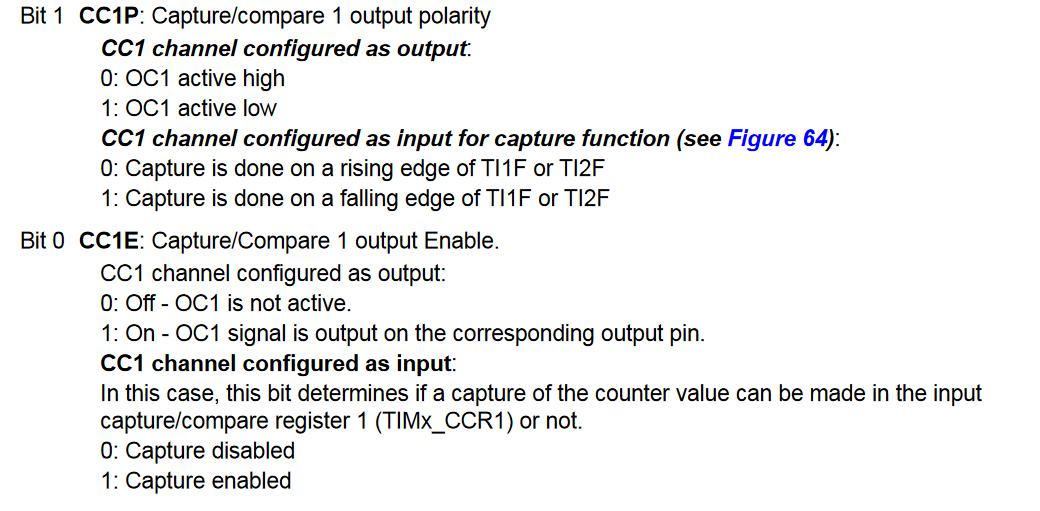 Bit 1 CC1P: Capture/compare 1 output polarity
CC1 channel configured as output:
0: OC1 active high
1: OC1 active low
CC1 channel configured as input for capture function (see Figure 64):
0: Capture is done on a rising edge of TI1F or TI2F
1: Capture is done on a falling edge of TI1F or TI2F
Bit 0 CC1E: Capture/Compare 1 output Enable.
CC1 channel configured as output:
0: Off - OC1 is not active.
1: On - OC1 signal is output on the corresponding output pin.
CC1 channel configured as input:
In this case, this bit determines if a capture of the counter value can be made in the input
capture/compare register 1 (TIMx_CCR1) or not.
0: Capture disabled
1: Capture enabled